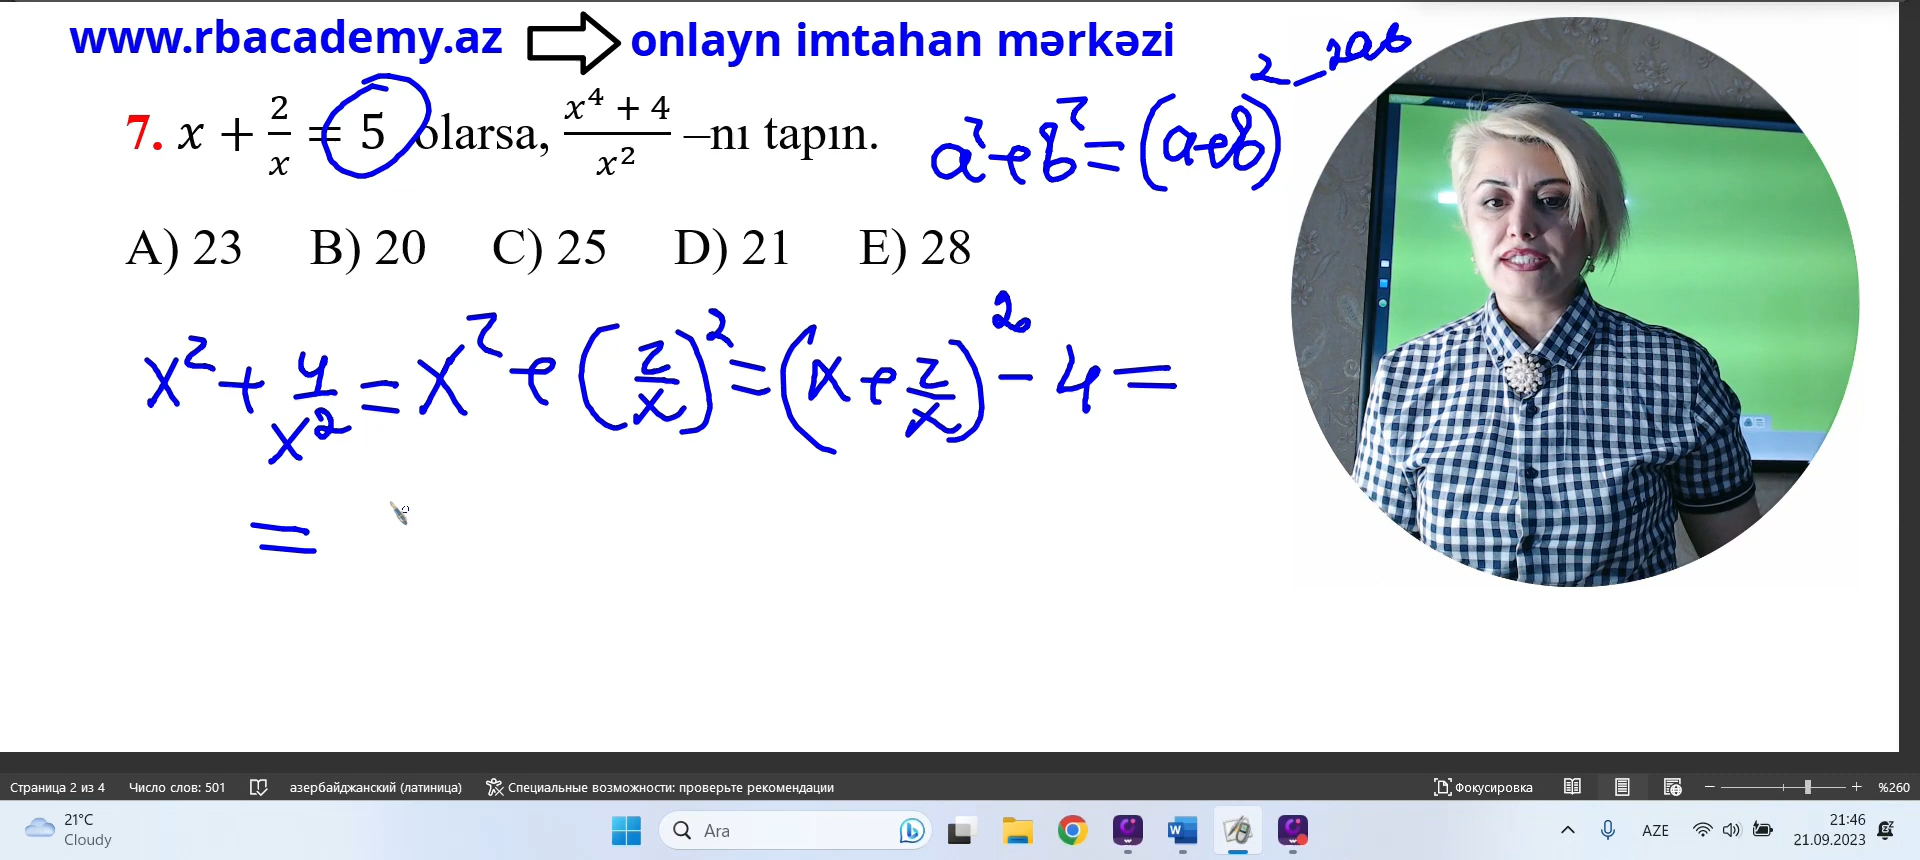 www.rbacademy.az onlayn imtahan mərkəzi
7. x + 2/x = 5 olarsa, (x⁴ + 4)/x² –nı tapın.
a² + b² = (a+b)² – 2ab
A) 23 B) 20 C) 25 D) 21 E) 28
x² + 4/x² = x² + (2/x)² = (x + 2/x)² – 4 =
=
Страница 2 из 4 Число слов: 501 азербайджанский (латиница) Специальные возможности: проверьте рекомендации Фокусировка – + %260
21°C
Cloudy
Ara
AZE
21:46
21.09.2023